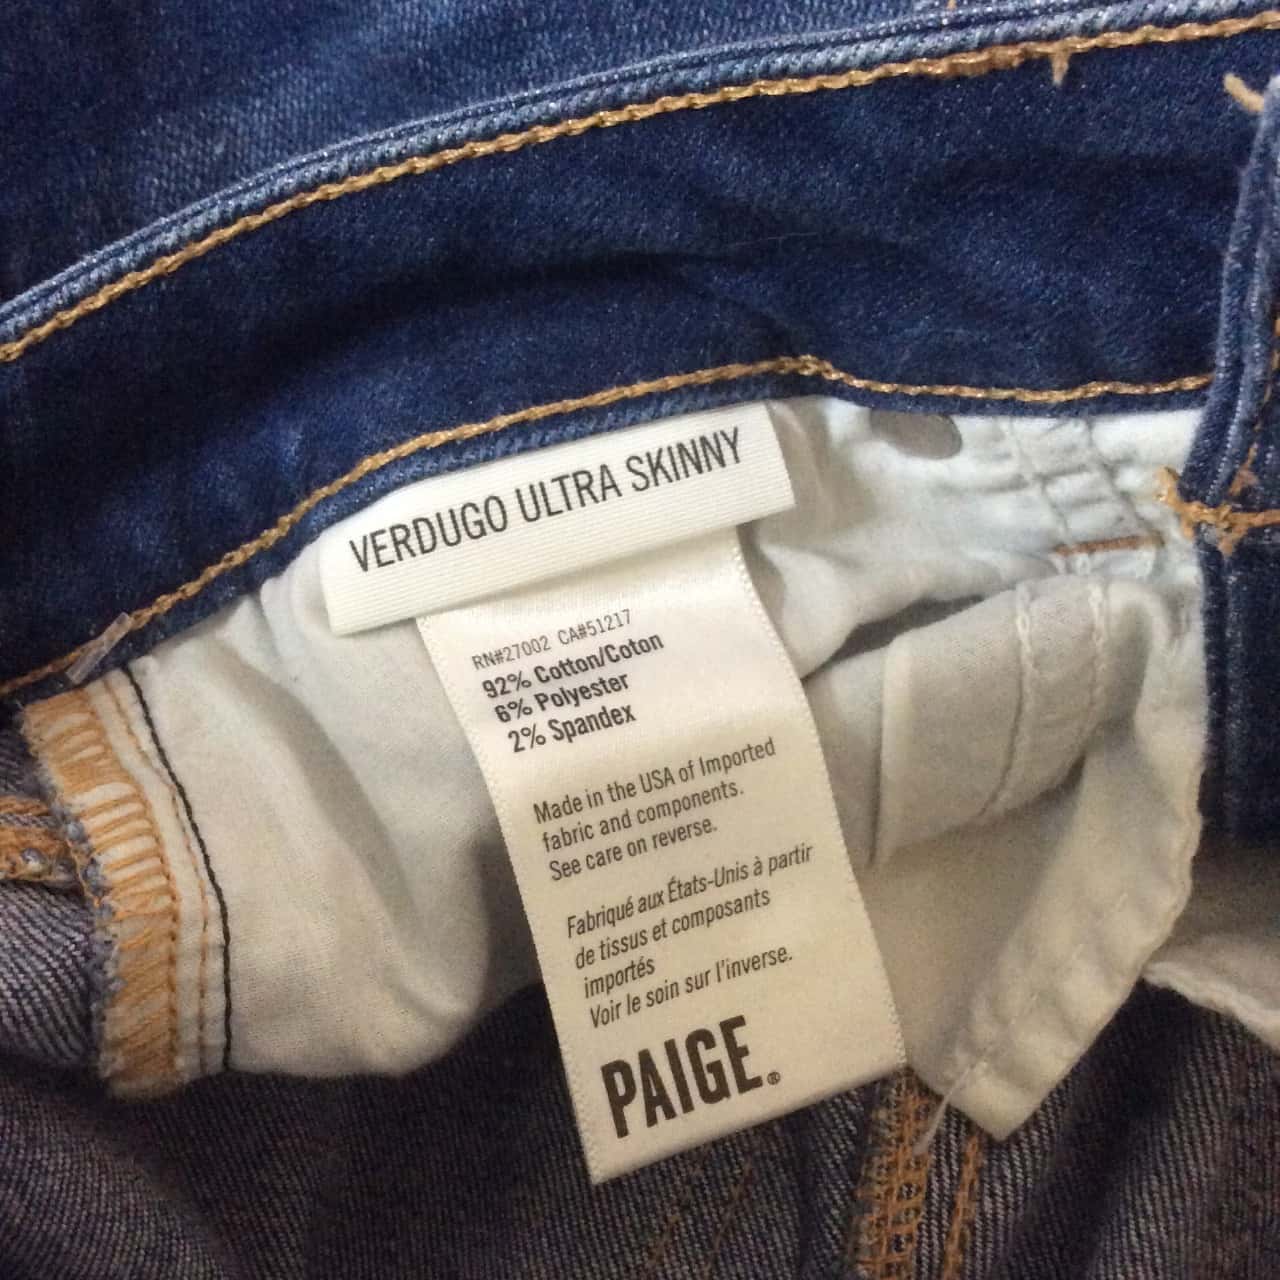 VERDUGO ULTRA SKINNY
RN#27002 CA#51217
92% Cotton/Coton
6% Polyester
2% Spandex
Made in the USA of Imported
fabric and components.
See care on reverse.
Fabriqué aux États-Unis à partir
de tissus et composants
importés
Voir le soin sur l'inverse.
PAIGE®